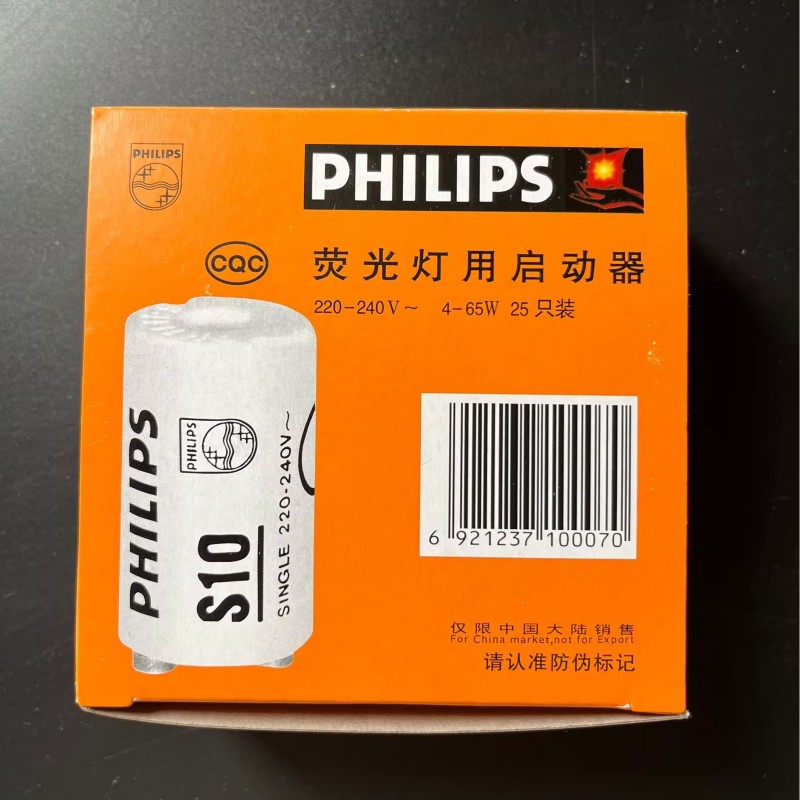 PHILIPS
PHILIPS
CQC
荧光灯用启动器
220-240V~ 4-65W 25只装
PHILIPS
PHILIPS
S10
SINGLE 220-240V~
6 921237 100070
仅限中国大陆销售
For China market,not for Export
请认准防伪标记